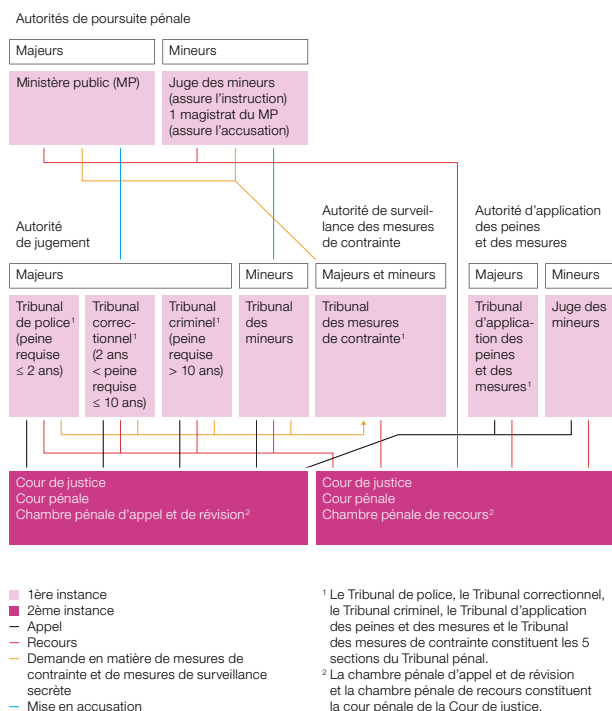 Autorités de poursuite pénale
Majeurs
Mineurs
Ministère public (MP)
Juge des mineurs
(assure l'instruction)
1 magistrat du MP
(assure l'accusation)
Autorité
de jugement
Autorité de surveil-
lance des mesures
de contrainte
Autorité d'application
des peines
et des mesures
Majeurs
Mineurs
Majeurs et mineurs
Majeurs
Mineurs
Tribunal
de police¹
(peine
requise
≤ 2 ans)
Tribunal
correc-
tionnel¹
(2 ans
< peine
requise
≤ 10 ans)
Tribunal
criminel¹
(peine
requise
> 10 ans)
Tribunal
des
mineurs
Tribunal
des mesures
de contrainte¹
Tribunal
d'applica-
tion des
peines
et des
mesures¹
Juge des
mineurs
Cour de justice
Cour pénale
Chambre pénale d'appel et de révision²
Cour de justice
Cour pénale
Chambre pénale de recours²
1ère instance
2ème instance
Appel
Recours
Demande en matière de mesures de
contrainte et de mesures de surveillance
secrète
Mise en accusation
¹ Le Tribunal de police, le Tribunal correctionnel,
le Tribunal criminel, le Tribunal d'application
des peines et des mesures et le Tribunal
des mesures de contrainte constituent les 5
sections du Tribunal pénal.
² La chambre pénale d'appel et de révision
et la chambre pénale de recours constituent
la cour pénale de la Cour de justice.